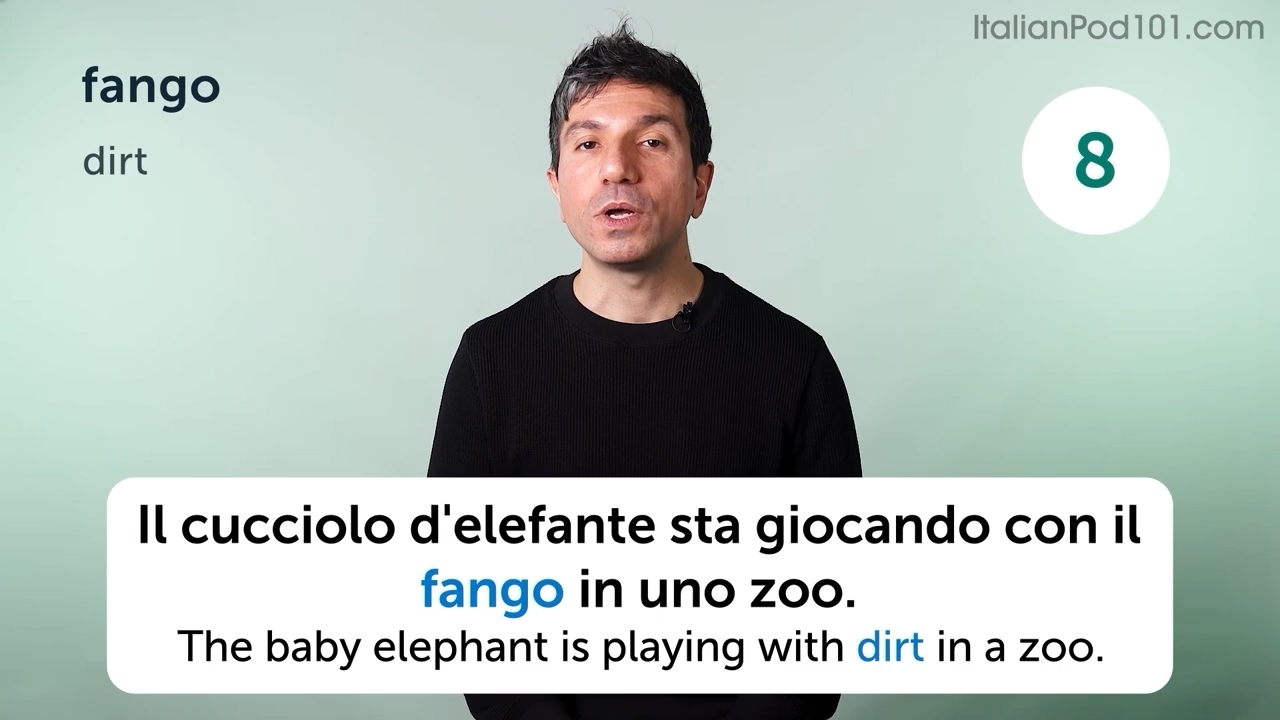 ItalianPod101.com
fango
dirt
8
Il cucciolo d'elefante sta giocando con il
fango in uno zoo.
The baby elephant is playing with dirt in a zoo.